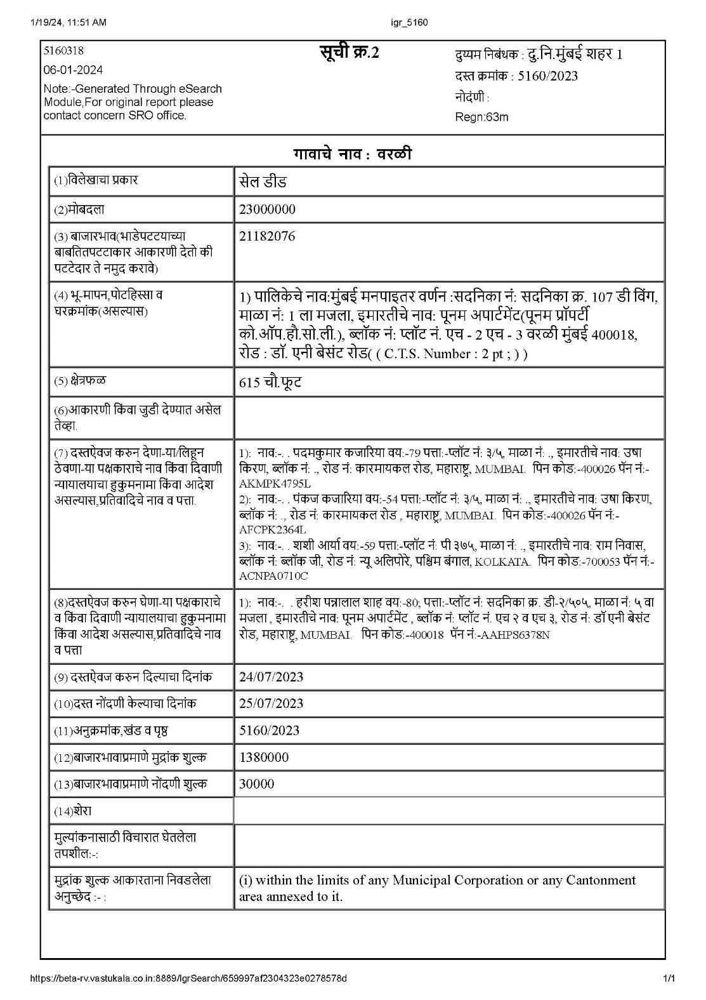 1/19/24, 11:51 AM
igr_5160
5160318
06-01-2024
Note:-Generated Through eSearch
Module,For original report please
contact concern SRO office.
सूची क्र.2
दुय्यम निबंधक : दु.नि.मुंबई शहर 1
दस्त क्रमांक : 5160/2023
नोदंणी :
Regn:63m
गावाचे नाव : वरळी
(1)विलेखाचा प्रकार
सेल डीड
(2)मोबदला
23000000
(3) बाजारभाव(भाडेपटटयाच्या
बाबतितपटटाकार आकारणी देतो की
पटटेदार ते नमुद करावे)
21182076
(4) भू-मापन,पोटहिस्सा व
घरक्रमांक(असल्यास)
1) पालिकेचे नाव:मुंबई मनपाइतर वर्णन :सदनिका नं: सदनिका क्र. 107 डी विंग,
माळा नं: 1 ला मजला, इमारतीचे नाव: पूनम अपार्टमेंट(पूनम प्रॉपर्टी
को.ऑप.हौ.सो.ली.), ब्लॉक नं: प्लॉट नं. एच - 2 एच - 3 वरळी मुंबई 400018,
रोड : डॉ. एनी बेसंट रोड( ( C.T.S. Number : 2 pt ; ) )
(5) क्षेत्रफळ
615 चौ.फूट
(6)आकारणी किंवा जुडी देण्यात असेल
तेव्हा.
(7) दस्तऐवज करुन देणा-या/लिहून
ठेवणा-या पक्षकाराचे नाव किंवा दिवाणी
न्यायालयाचा हुकुमनामा किंवा आदेश
असल्यास,प्रतिवादिचे नाव व पत्ता.
1): नाव:-. . पदमकुमार कजारिया वय:-79 पत्ता:-प्लॉट नं: ३/५, माळा नं: ., इमारतीचे नाव: उषा
किरण, ब्लॉक नं: ., रोड नं: कारमायकल रोड, महाराष्ट्र, MUMBAI. पिन कोड:-400026 पॅन नं:-
AKMPK4795L
2): नाव:-. . पंकज कजारिया वय:-54 पत्ता:-प्लॉट नं: ३/५, माळा नं: ., इमारतीचे नाव: उषा किरण,
ब्लॉक नं: ., रोड नं: कारमायकल रोड , महाराष्ट्र, MUMBAI. पिन कोड:-400026 पॅन नं:-
AFCPK2364L
3): नाव:-. . शशी आर्या वय:-59 पत्ता:-प्लॉट नं: पी ३७५, माळा नं: ., इमारतीचे नाव: राम निवास,
ब्लॉक नं: ब्लॉक जी, रोड नं: न्यू अलिपोरे, पश्चिम बंगाल, KOLKATA. पिन कोड:-700053 पॅन नं:-
ACNPA0710C
(8)दस्तऐवज करुन घेणा-या पक्षकाराचे
व किंवा दिवाणी न्यायालयाचा हुकुमनामा
किंवा आदेश असल्यास,प्रतिवादिचे नाव
व पत्ता
1): नाव:-. . हरीश पन्नालाल शाह वय:-80; पत्ता:-प्लॉट नं: सदनिका क्र. डी-२/५०५, माळा नं: ५ वा
मजला , इमारतीचे नाव: पूनम अपार्टमेंट , ब्लॉक नं: प्लॉट नं. एच २ व एच ३, रोड नं: डॉ एनी बेसंट
रोड, महाराष्ट्र, MUMBAI. पिन कोड:-400018 पॅन नं:-AAHPS6378N
(9) दस्तऐवज करुन दिल्याचा दिनांक
24/07/2023
(10)दस्त नोंदणी केल्याचा दिनांक
25/07/2023
(11)अनुक्रमांक,खंड व पृष्ठ
5160/2023
(12)बाजारभावाप्रमाणे मुद्रांक शुल्क
1380000
(13)बाजारभावाप्रमाणे नोंदणी शुल्क
30000
(14)शेरा
मुल्यांकनासाठी विचारात घेतलेला
तपशील:-:
मुद्रांक शुल्क आकारताना निवडलेला
अनुच्छेद :- :
(i) within the limits of any Municipal Corporation or any Cantonment
area annexed to it.
https://beta-rv.vastukala.co.in:8889/IgrSearch/659997af2304323e0278578d
1/1